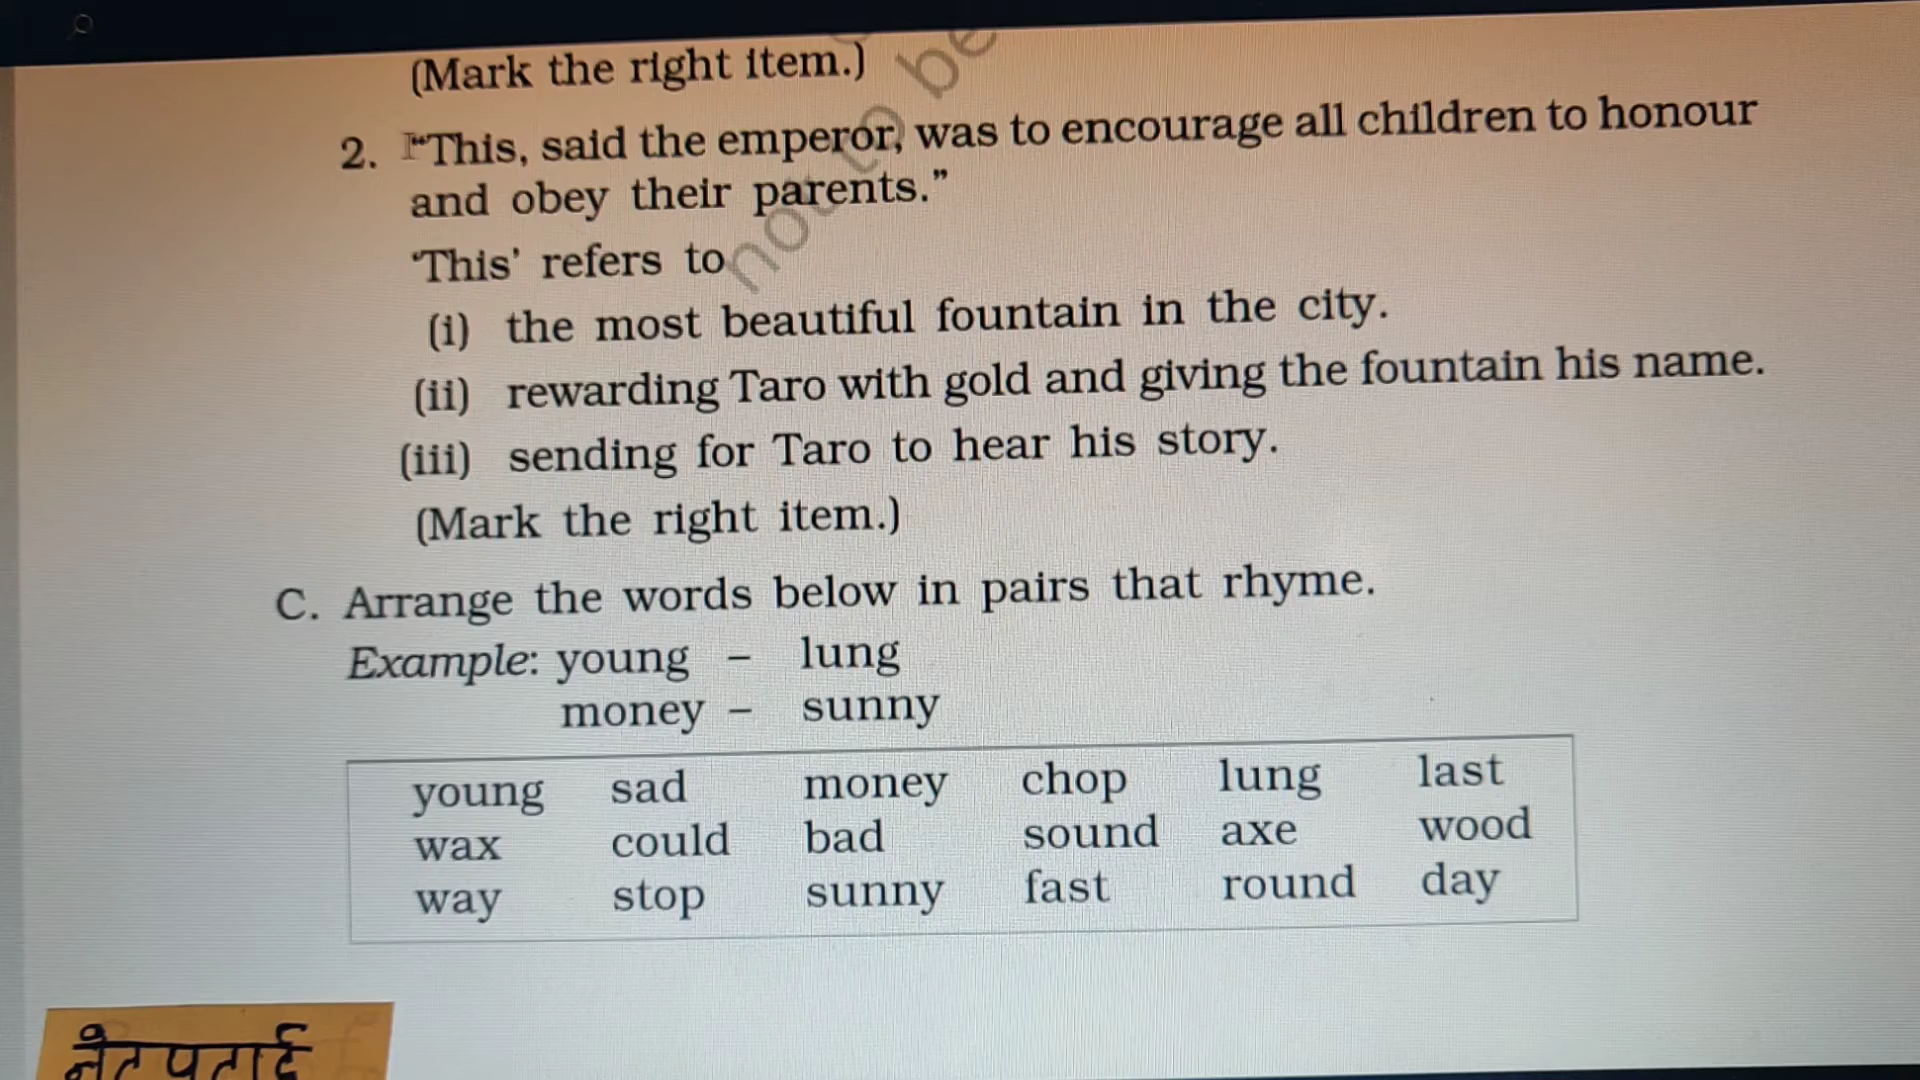 (Mark the right item.)
not to be
2. “This, said the emperor, was to encourage all children to honour
and obey their parents.”
‘This’ refers to
(i) the most beautiful fountain in the city.
(ii) rewarding Taro with gold and giving the fountain his name.
(iii) sending for Taro to hear his story.
(Mark the right item.)
C. Arrange the words below in pairs that rhyme.
Example: young – lung
money – sunny
young sad money chop lung last
wax could bad sound axe wood
way stop sunny fast round day